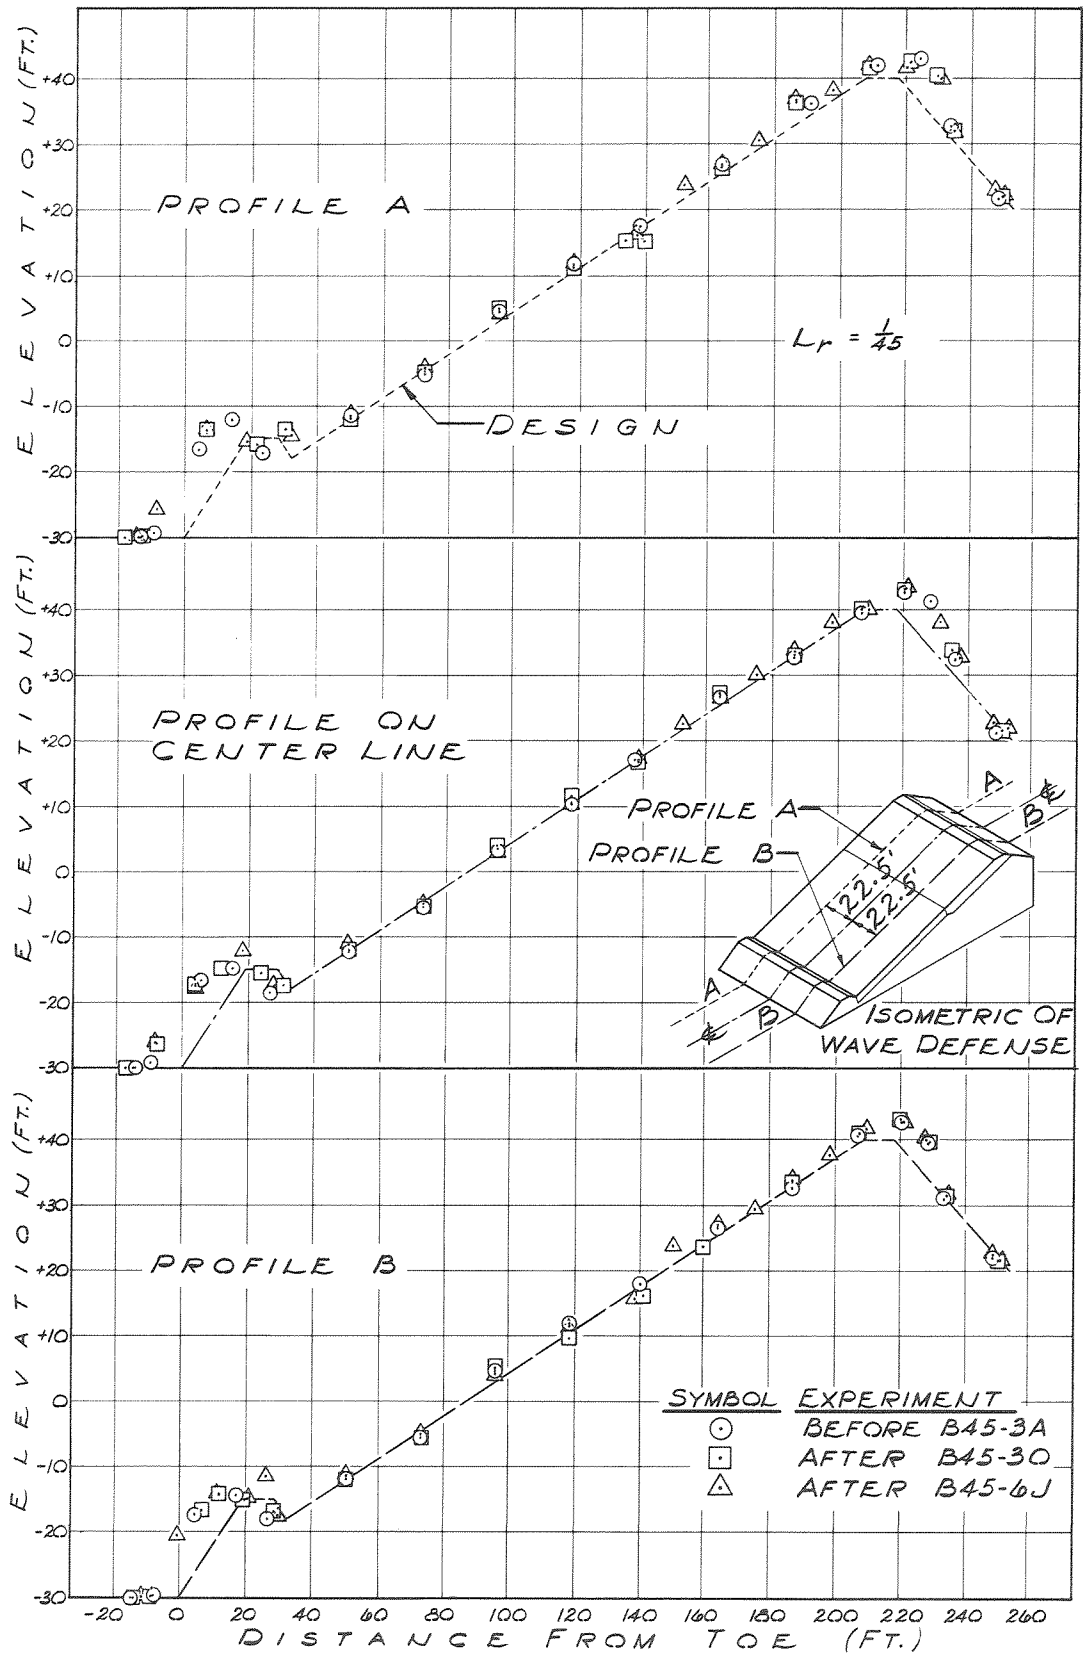 ELEVATION (FT.)
+40
+30
+20
+10
0
-10
-20
-30
PROFILE A
Lr = 1/45
DESIGN
ELEVATION (FT.)
+40
+30
+20
+10
0
-10
-20
-30
PROFILE ON
CENTER LINE
PROFILE A
PROFILE B
22.5'
22.5'
A
B ℄
A
℄ B
ISOMETRIC OF
WAVE DEFENSE
ELEVATION (FT.)
+40
+30
+20
+10
0
-10
-20
-30
PROFILE B
SYMBOL EXPERIMENT
BEFORE B45-3A
AFTER B45-30
AFTER B45-6J
-20 0 20 40 60 80 100 120 140 160 180 200 220 240 260
DISTANCE FROM TOE (FT.)